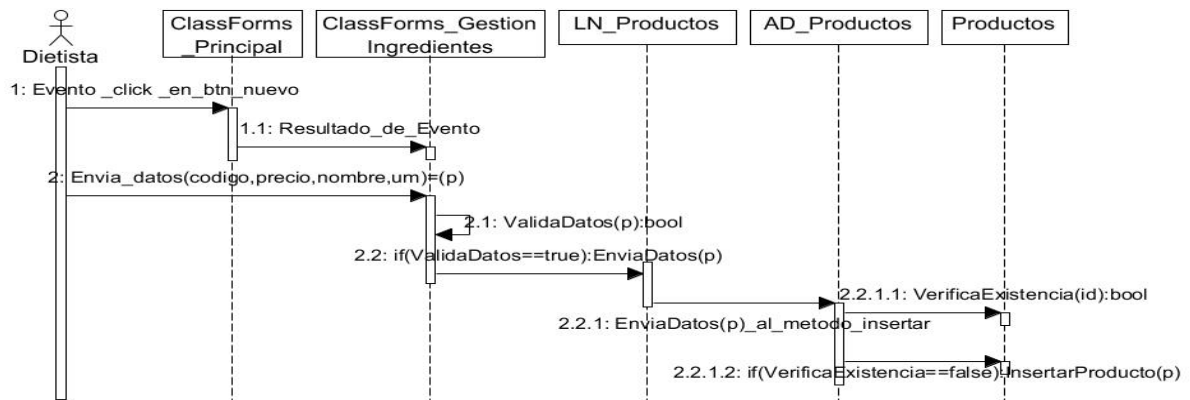 ClassForms
_Principal
ClassForms_Gestion
Ingredientes
LN_Productos
AD_Productos
Productos
Dietista
1: Evento _click _en_btn_nuevo
1.1: Resultado_de_Evento
2: Envia_datos(codigo,precio,nombre,um)=(p)
2.1: ValidaDatos(p):bool
2.2: if(ValidaDatos==true):EnviaDatos(p)
2.2.1.1: VerificaExistencia(id):bool
2.2.1: EnviaDatos(p)_al_metodo_insertar
2.2.1.2: if(VerificaExistencia==false):InsertarProducto(p)